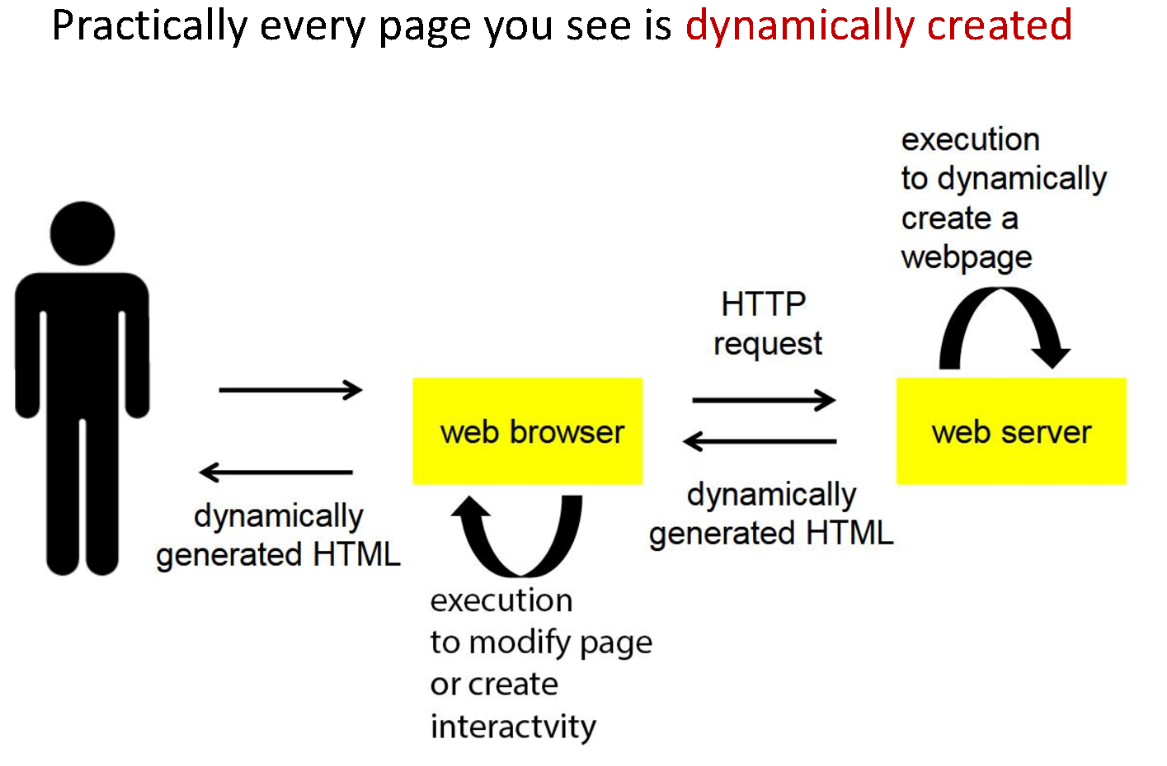 Practically every page you see is dynamically created
execution
to dynamically
create a
webpage
HTTP
request
web browser
web server
dynamically
generated HTML
dynamically
generated HTML
execution
to modify page
or create
interactvity